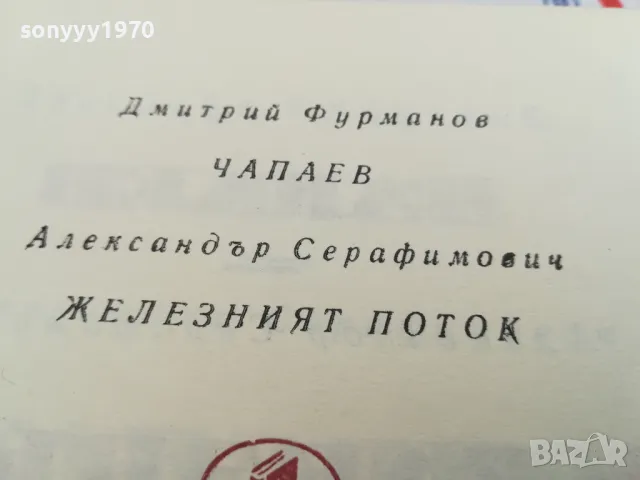 sonyyy1970
Дмитрий Фурманов
ЧАПАЕВ
Александър Серафимович
ЖЕЛЕЗНИЯТ ПОТОК
BAZAR
bg